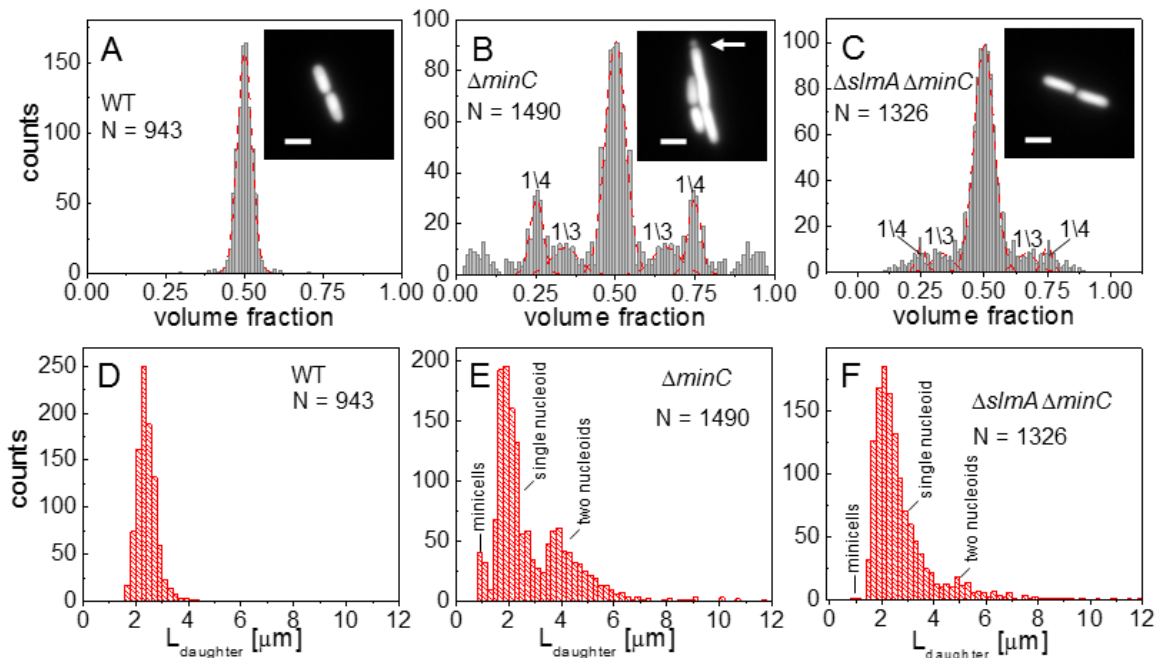 A
WT
N = 943
counts
150
100
50
0
0.00 0.25 0.50 0.75 1.00
volume fraction
B
ΔminC
N = 1490
100
80
60
40
20
0
1\4
1\3
1\3
1\4
0.00 0.25 0.50 0.75 1.00
volume fraction
C
ΔslmA ΔminC
N = 1326
100
80
60
40
20
0
1\4
1\3
1\3
1\4
0.00 0.25 0.50 0.75 1.00
volume fraction
D
WT
N = 943
counts
250
200
150
100
50
0
0 2 4 6 8 10 12
L daughter [μm]
E
ΔminC
N = 1490
200
150
100
50
0
minicells
single nucleoid
two nucleoids
0 2 4 6 8 10 12
L daughter [μm]
F
ΔslmA ΔminC
N = 1326
150
100
50
0
minicells
single nucleoid
two nucleoids
0 2 4 6 8 10 12
L daughter [μm]